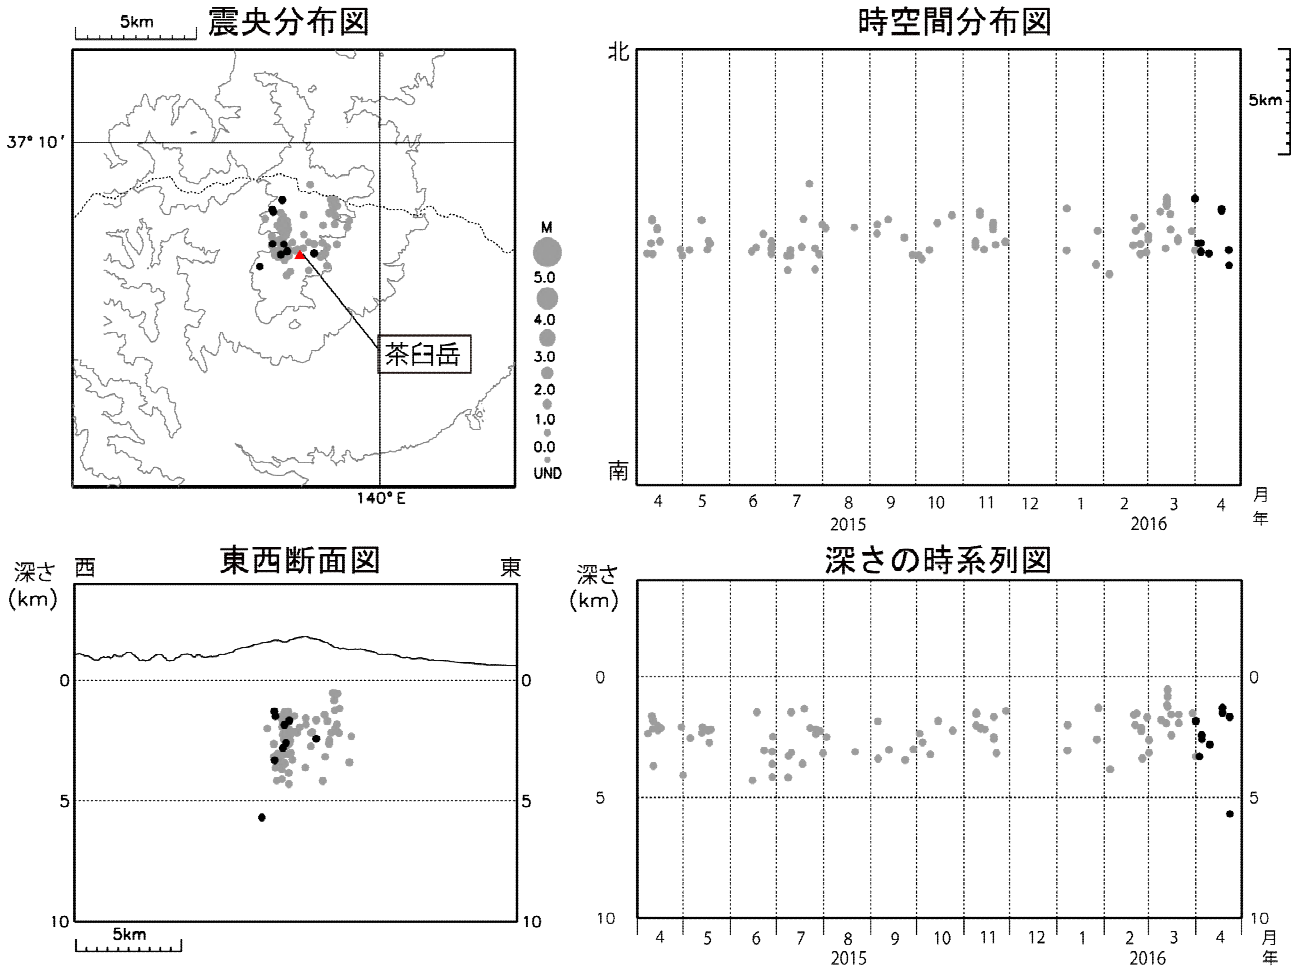 5km
震央分布図
37° 10′
140° E
茶臼岳
M
5.0
4.0
3.0
2.0
1.0
0.0
UND
時空間分布図
北
南
5km
4 5 6 7 8 9 10 11 12 1 2 3 4 月
2015 2016 年
東西断面図
深さ
(km)
西 東
0 0
5 5
10 10
5km
深さの時系列図
深さ
(km)
0 0
5 5
10 10
4 5 6 7 8 9 10 11 12 1 2 3 4 月
2015 2016 年